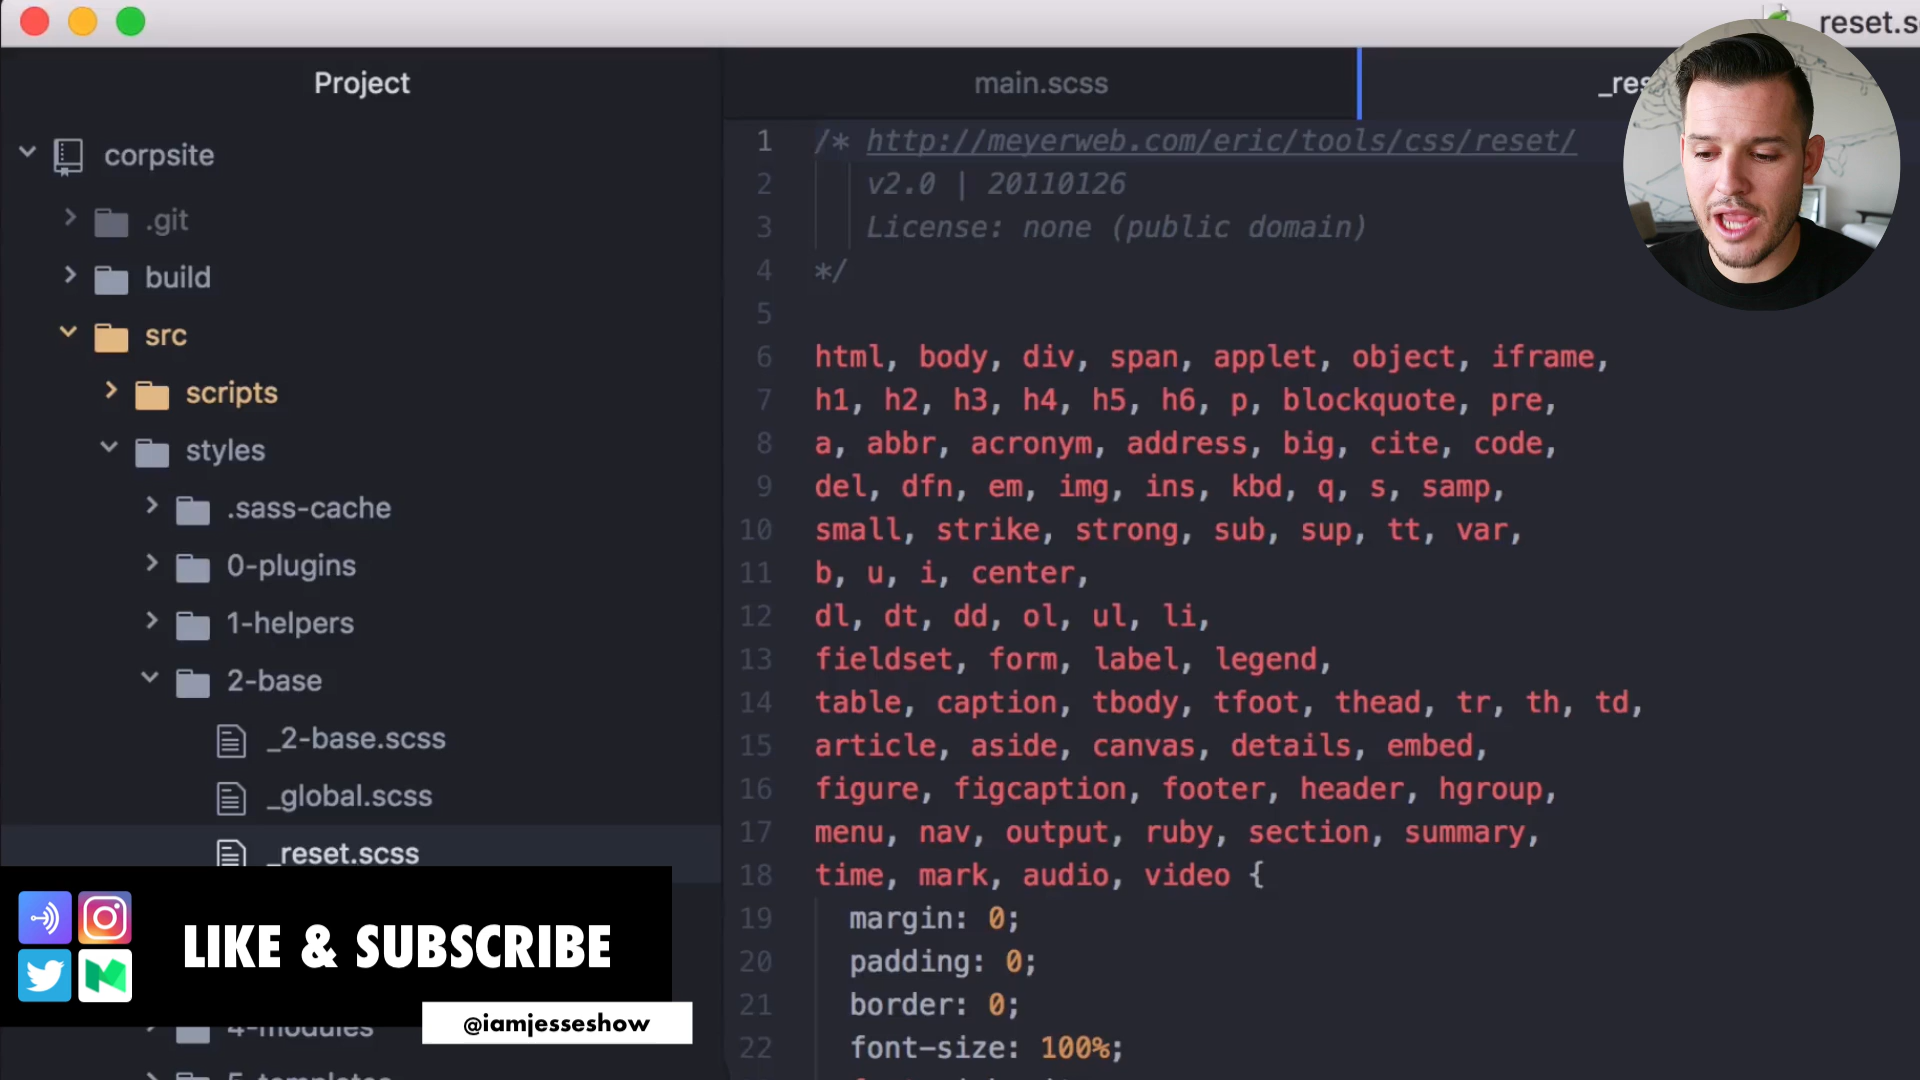 reset.s
Project
main.scss
_res
corpsite
.git
build
src
scripts
styles
.sass-cache
0-plugins
1-helpers
2-base
_2-base.scss
_global.scss
_reset.scss
4-modules
5-templates
1 /* http://meyerweb.com/eric/tools/css/reset/
2 v2.0 | 20110126
3 License: none (public domain)
4 */
5
6 html, body, div, span, applet, object, iframe,
7 h1, h2, h3, h4, h5, h6, p, blockquote, pre,
8 a, abbr, acronym, address, big, cite, code,
9 del, dfn, em, img, ins, kbd, q, s, samp,
10 small, strike, strong, sub, sup, tt, var,
11 b, u, i, center,
12 dl, dt, dd, ol, ul, li,
13 fieldset, form, label, legend,
14 table, caption, tbody, tfoot, thead, tr, th, td,
15 article, aside, canvas, details, embed,
16 figure, figcaption, footer, header, hgroup,
17 menu, nav, output, ruby, section, summary,
18 time, mark, audio, video {
19 margin: 0;
20 padding: 0;
21 border: 0;
22 font-size: 100%;
LIKE & SUBSCRIBE
@iamjesseshow